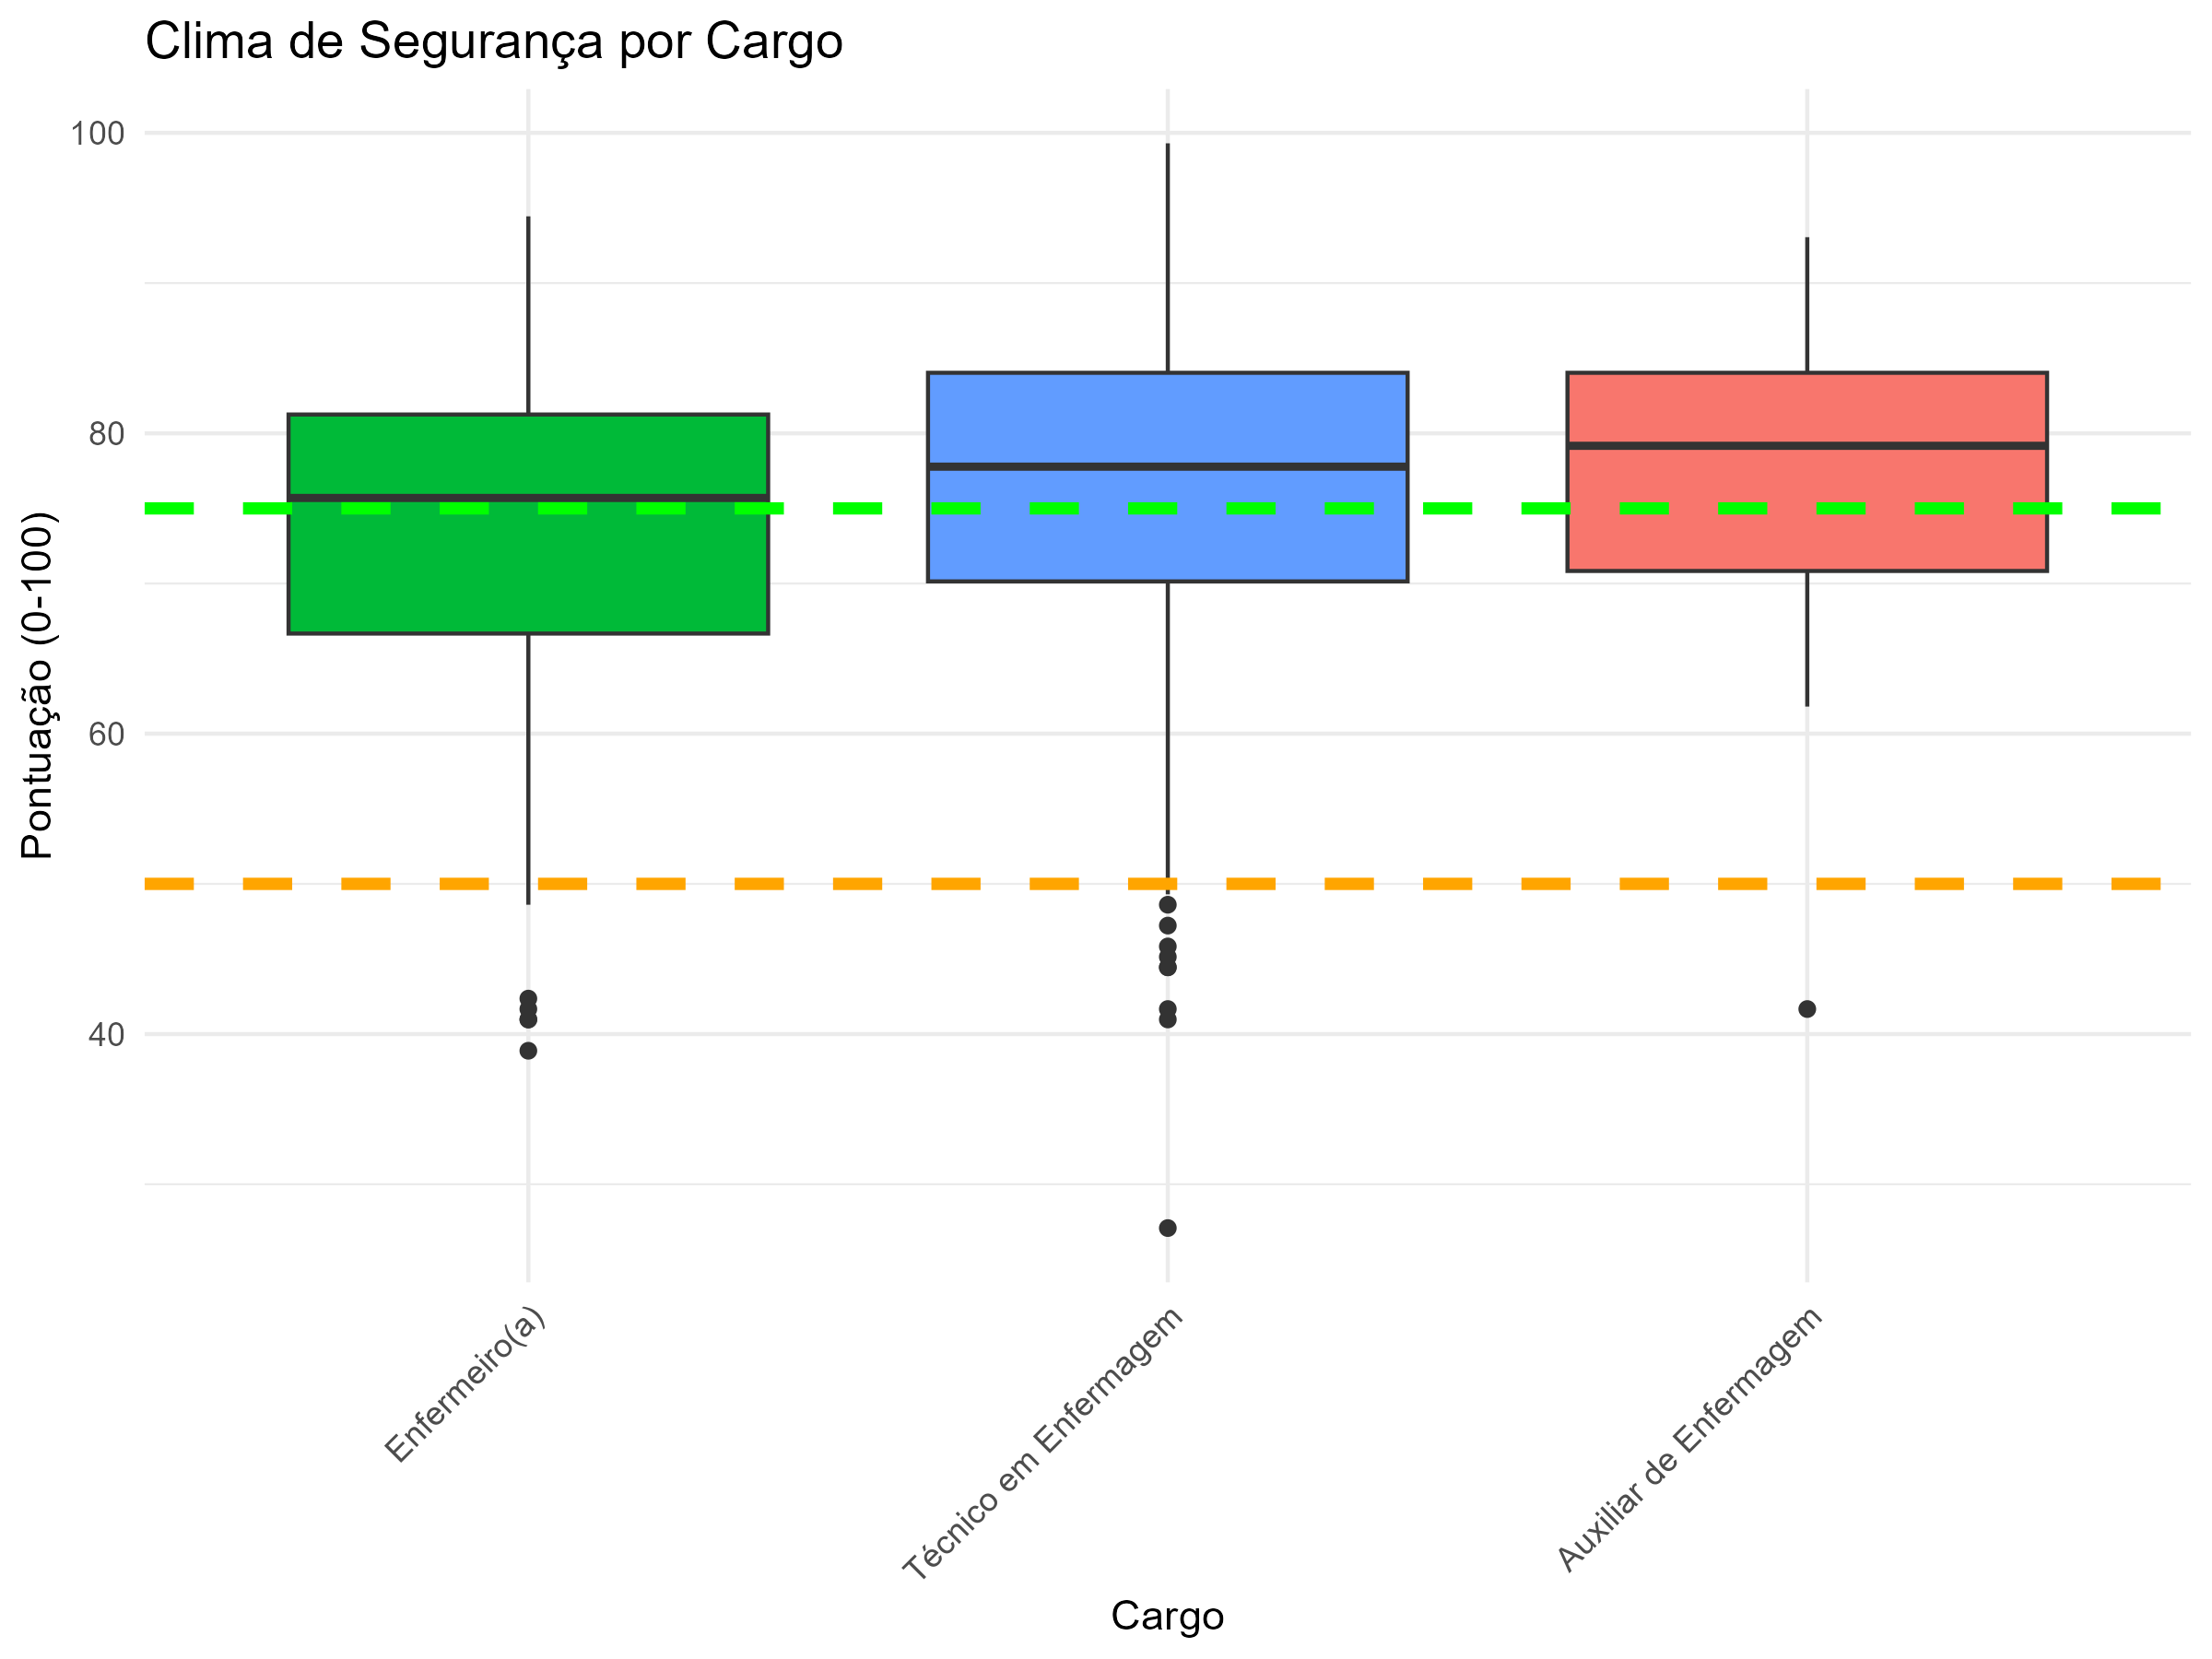 Clima de Segurança por Cargo
Pontuação (0-100)
100
80
60
40
Enfermeiro(a)
Técnico em Enfermagem
Auxiliar de Enfermagem
Cargo